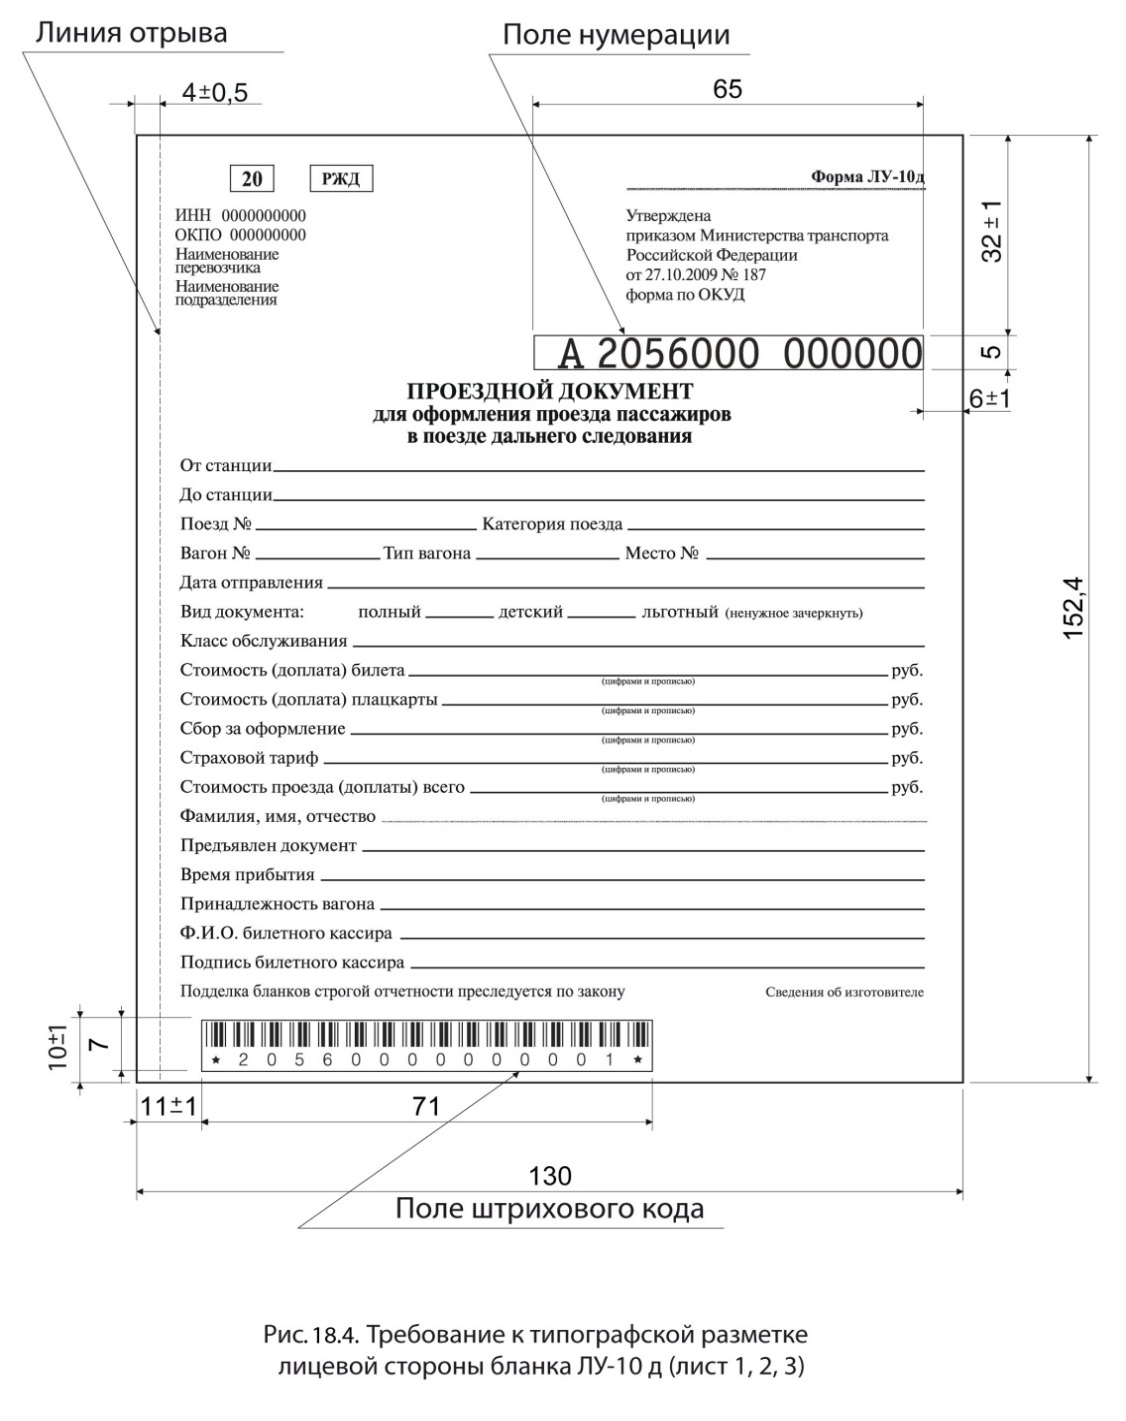 Линия отрыва
Поле нумерации
4±0,5
65
20 РЖД
Форма ЛУ-10д
ИНН 0000000000
ОКПО 000000000
Наименование
перевозчика
Наименование
подразделения
Утверждена
приказом Министерства транспорта
Российской Федерации
от 27.10.2009 № 187
форма по ОКУД
32±1
А 2056000 000000
5
6±1
ПРОЕЗДНОЙ ДОКУМЕНТ
для оформления проезда пассажиров
в поезде дальнего следования
От станции
До станции
Поезд № Категория поезда
Вагон № Тип вагона Место №
Дата отправления
152,4
Вид документа: полный детский льготный (ненужное зачеркнуть)
Класс обслуживания
Стоимость (доплата) билета руб.
(цифрами и прописью)
Стоимость (доплата) плацкарты руб.
(цифрами и прописью)
Сбор за оформление руб.
(цифрами и прописью)
Страховой тариф руб.
(цифрами и прописью)
Стоимость проезда (доплаты) всего руб.
(цифрами и прописью)
Фамилия, имя, отчество
Предъявлен документ
Время прибытия
Принадлежность вагона
Ф.И.О. билетного кассира
Подпись билетного кассира
Подделка бланков строгой отчетности преследуется по закону Сведения об изготовителе
10±1
7
* 2 0 5 6 0 0 0 0 0 0 0 0 0 1 *
11±1
71
130
Поле штрихового кода
Рис. 18.4. Требование к типографской разметке
лицевой стороны бланка ЛУ-10 д (лист 1, 2, 3)